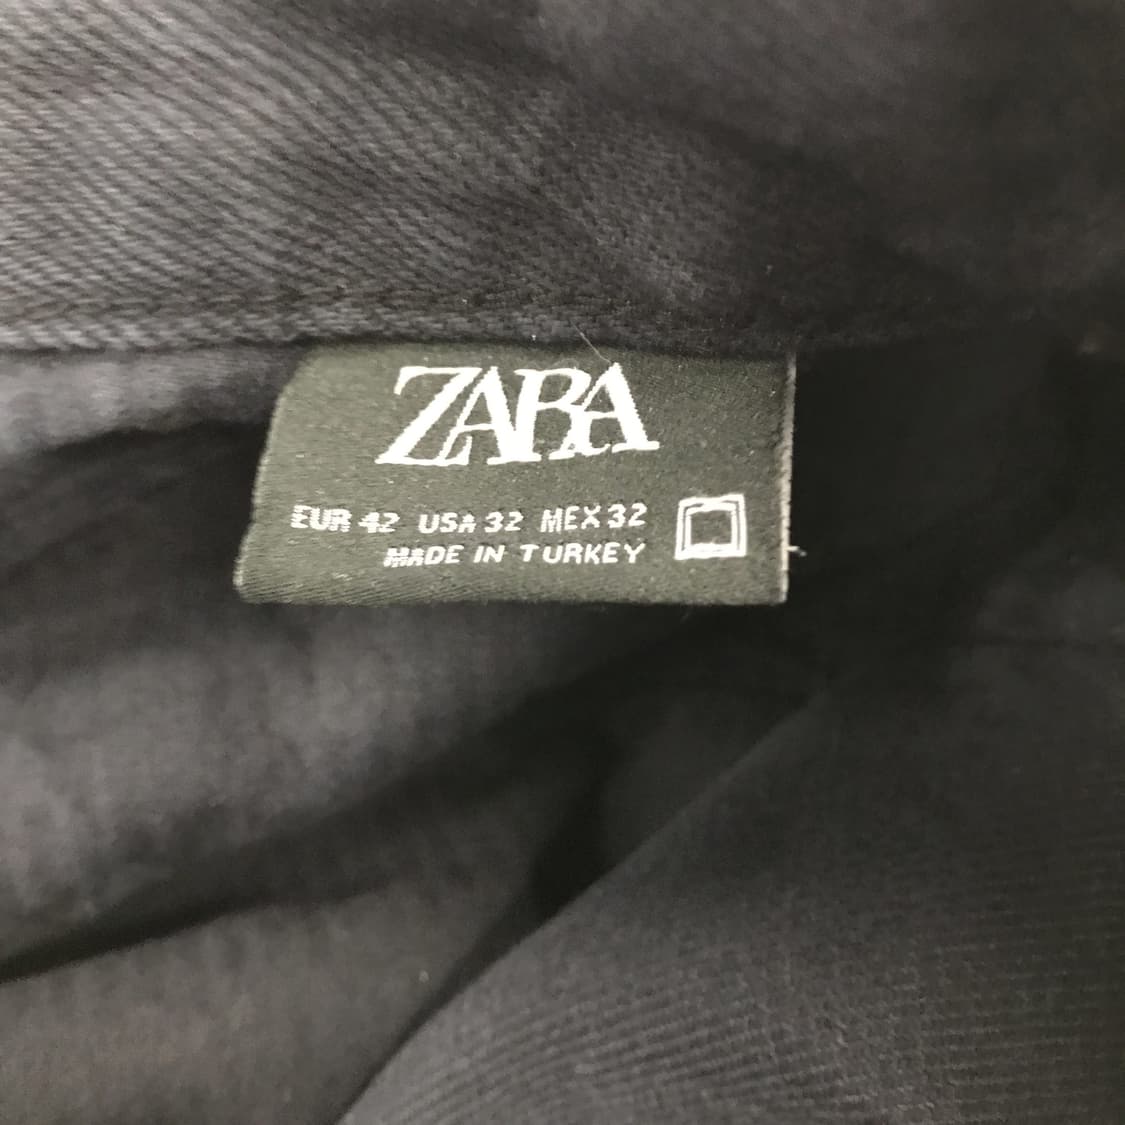 ZARA
EUR 42 USA 32 MEX 32
MADE IN TURKEY